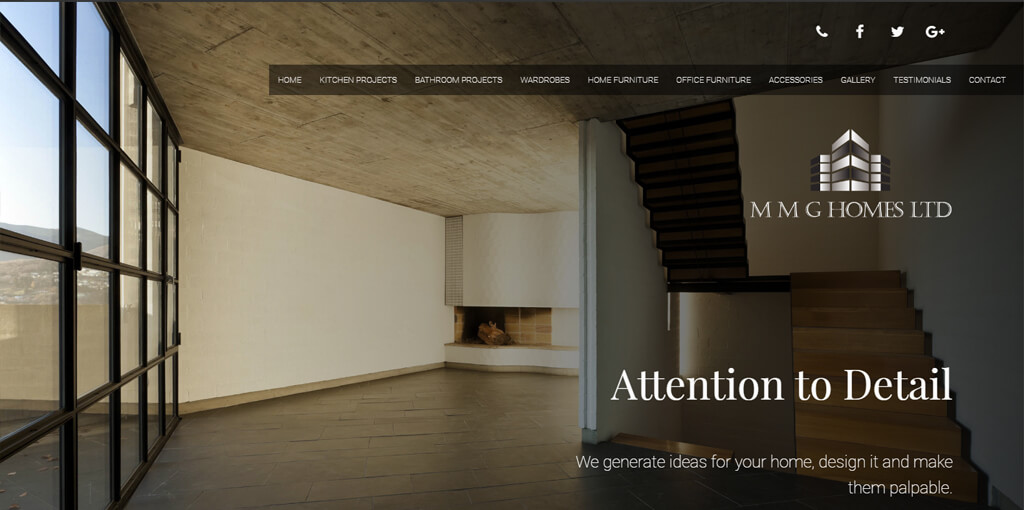 HOME KITCHEN PROJECTS BATHROOM PROJECTS WARDROBES HOME FURNITURE OFFICE FURNITURE ACCESSORIES GALLERY TESTIMONIALS CONTACT
M M G HOMES LTD
Attention to Detail
We generate ideas for your home, design it and make
them palpable.